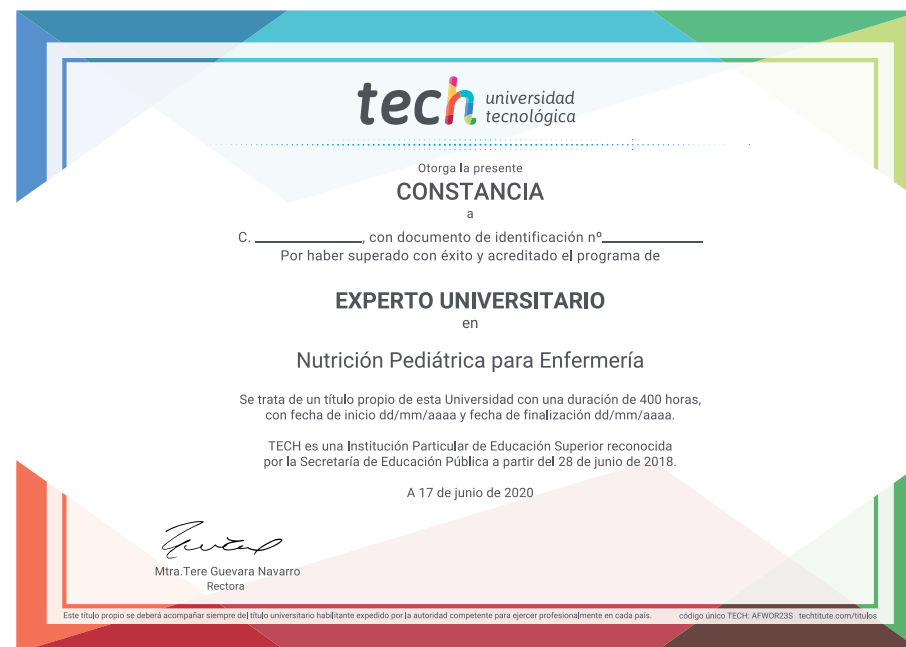 tech universidad
tecnológica
Otorga la presente
CONSTANCIA
a
C. ____________, con documento de identificación nº____________
Por haber superado con éxito y acreditado el programa de
EXPERTO UNIVERSITARIO
en
Nutrición Pediátrica para Enfermería
Se trata de un título propio de esta Universidad con una duración de 400 horas,
con fecha de inicio dd/mm/aaaa y fecha de finalización dd/mm/aaaa.
TECH es una Institución Particular de Educación Superior reconocida
por la Secretaría de Educación Pública a partir del 28 de junio de 2018.
A 17 de junio de 2020
Mtra.Tere Guevara Navarro
Rectora
Este título propio se deberá acompañar siempre del título universitario habilitante expedido por la autoridad competente para ejercer profesionalmente en cada país. código único TECH: AFWOR23S techtitute.com/títulos